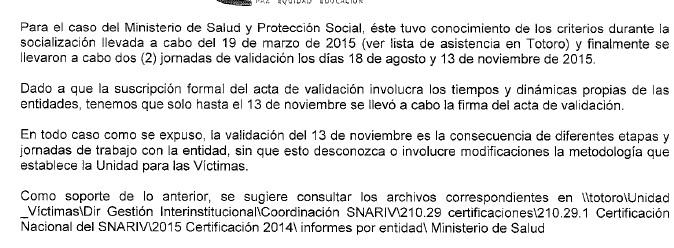 PAZ EQUIDAD EDUCACIÓN
Para el caso del Ministerio de Salud y Protección Social, éste tuvo conocimiento de los criterios durante la
socialización llevada a cabo del 19 de marzo de 2015 (ver lista de asistencia en Totoro) y finalmente se
llevaron a cabo dos (2) jornadas de validación los días 18 de agosto y 13 de noviembre de 2015.
Dado a que la suscripción formal del acta de validación involucra los tiempos y dinámicas propias de las
entidades, tenemos que solo hasta el 13 de noviembre se llevó a cabo la firma del acta de validación.
En todo caso como se expuso, la validación del 13 de noviembre es la consecuencia de diferentes etapas y
jornadas de trabajo con la entidad, sin que esto desconozca o involucre modificaciones la metodología que
establece la Unidad para las Víctimas.
Como soporte de lo anterior, se sugiere consultar los archivos correspondientes en \\totoro\Unidad
_Víctimas\Dir Gestión Interinstitucional\Coordinación SNARIV\210.29 certificaciones\210.29.1 Certificación
Nacional del SNARIV\2015 Certificación 2014\ informes por entidad\ Ministerio de Salud